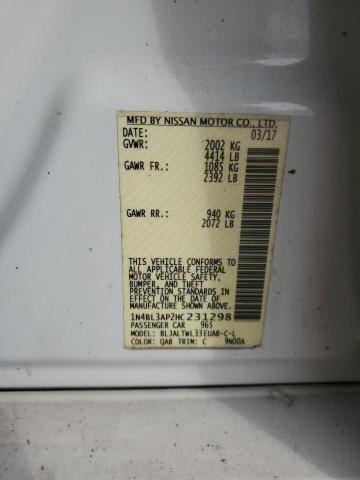 MFD BY NISSAN MOTOR CO., LTD.
DATE: 03/17
GVWR: 2002 KG
4414 LB
GAWR FR.: 1085 KG
2392 LB
GAWR RR.: 940 KG
2072 LB
THIS VEHICLE CONFORMS TO
ALL APPLICABLE FEDERAL MOTOR
VEHICLE SAFETY,
BUMPER, AND THEFT
PREVENTION STANDARDS
IN EFFECT ON THE DATE OF
MANUFACTURE SHOWN ABOVE.
1N4BL3AP2HC231298
PASSENGER CAR 965
MODEL: BLJALTWL33EUAB-C-L
COLOR: QAB TRIM: C 9N00A